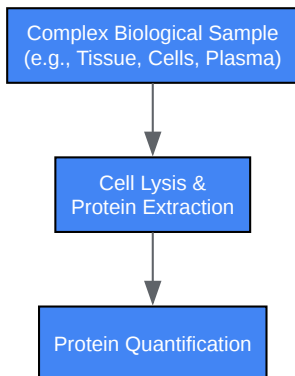 Complex Biological Sample
(e.g., Tissue, Cells, Plasma)
Cell Lysis &
Protein Extraction
Protein Quantification